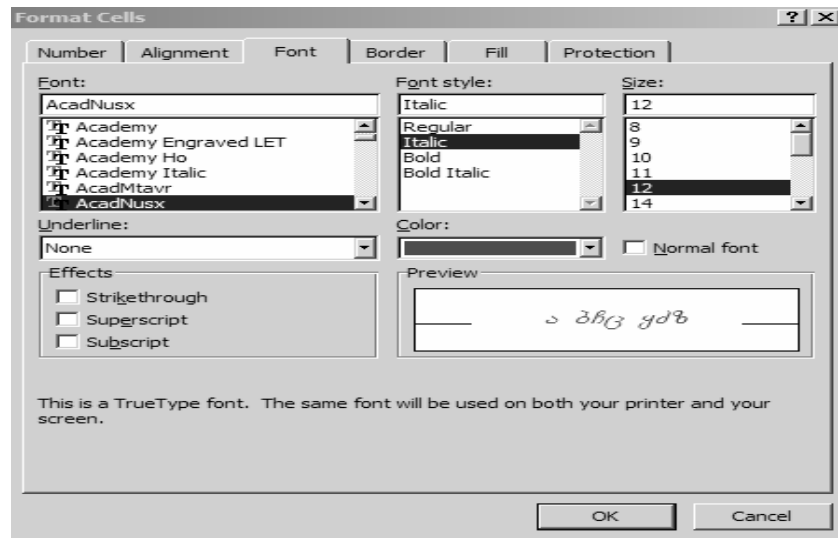 Format Cells
Number Alignment Font Border Fill Protection
Font: Font style: Size:
AcadNusx Italic 12
Academy Regular 8
Academy Engraved LET Italic 9
Academy Ho Bold 10
Academy Italic Bold Italic 11
AcadMtavr 12
AcadNusx 14
Underline: Color:
None Normal font
Effects Preview
Strikethrough
Superscript
Subscript
ა ბჩც ყძზ
This is a TrueType font. The same font will be used on both your printer and your
screen.
OK Cancel